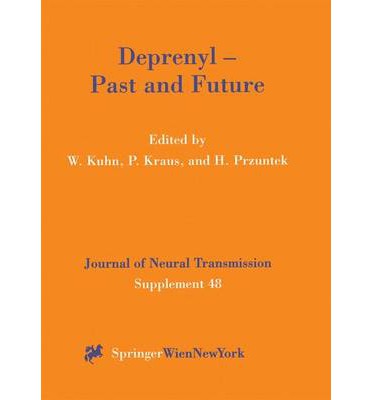 Deprenyl –
Past and Future
Edited by
W. Kuhn, P. Kraus, and H. Przuntek
Journal of Neural Transmission
Supplement 48
SpringerWienNewYork